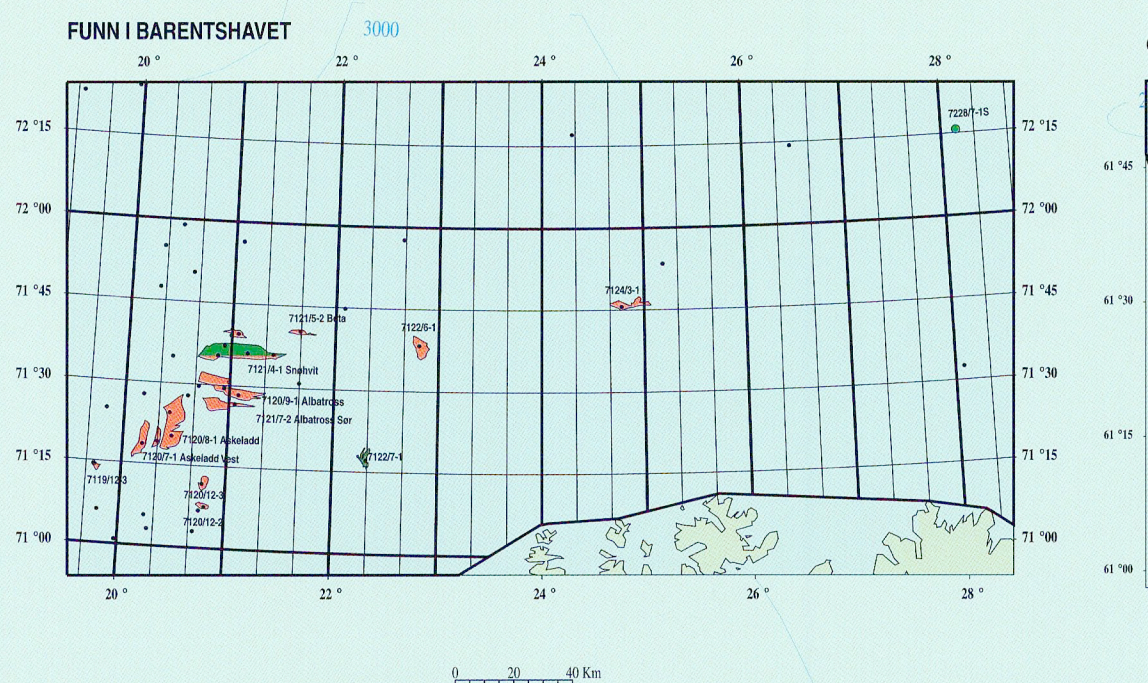 FUNN I BARENTSHAVET
3000
20 ° 22 ° 24 ° 26 ° 28 °
7228/7-1S
72 °15 72 °15
61 °45
72 °00 72 °00
71 °45 7124/3-1 71 °45
61 °30
7121/5-2 Beta
7122/6-1
7121/4-1 Snøhvit
71 °30 71 °30
7120/9-1 Albatross
7121/7-2 Albatross Sør
7120/8-1 Askeladd
61 °15
7120/7-1 Askeladd Vest
7122/7-1
71 °15 71 °15
7119/12-3
7120/12-3
7120/12-2
71 °00 71 °00
61 °00
20 ° 22 ° 24 ° 26 ° 28 °
0 20 40 Km